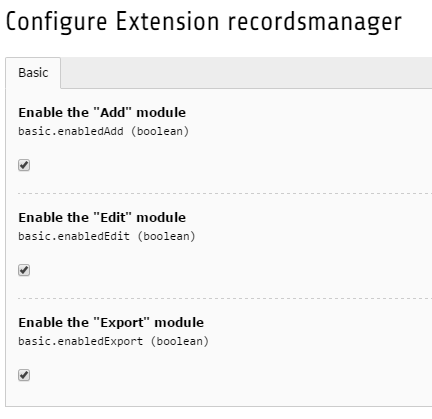 Configure Extension recordsmanager
Basic
Enable the "Add" module
basic.enabledAdd (boolean)
Enable the "Edit" module
basic.enabledEdit (boolean)
Enable the "Export" module
basic.enabledExport (boolean)